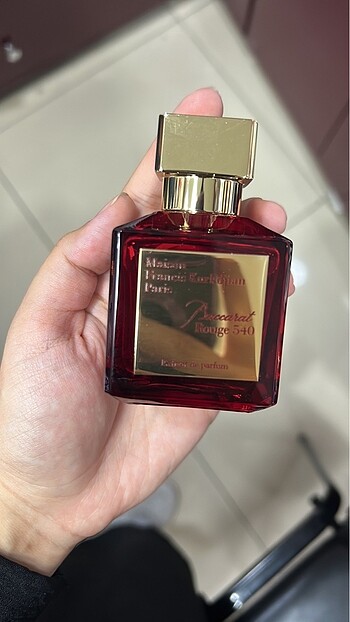 Maison
Francis Kurkdjian
Paris
Baccarat
Rouge 540
Extrait de parfum